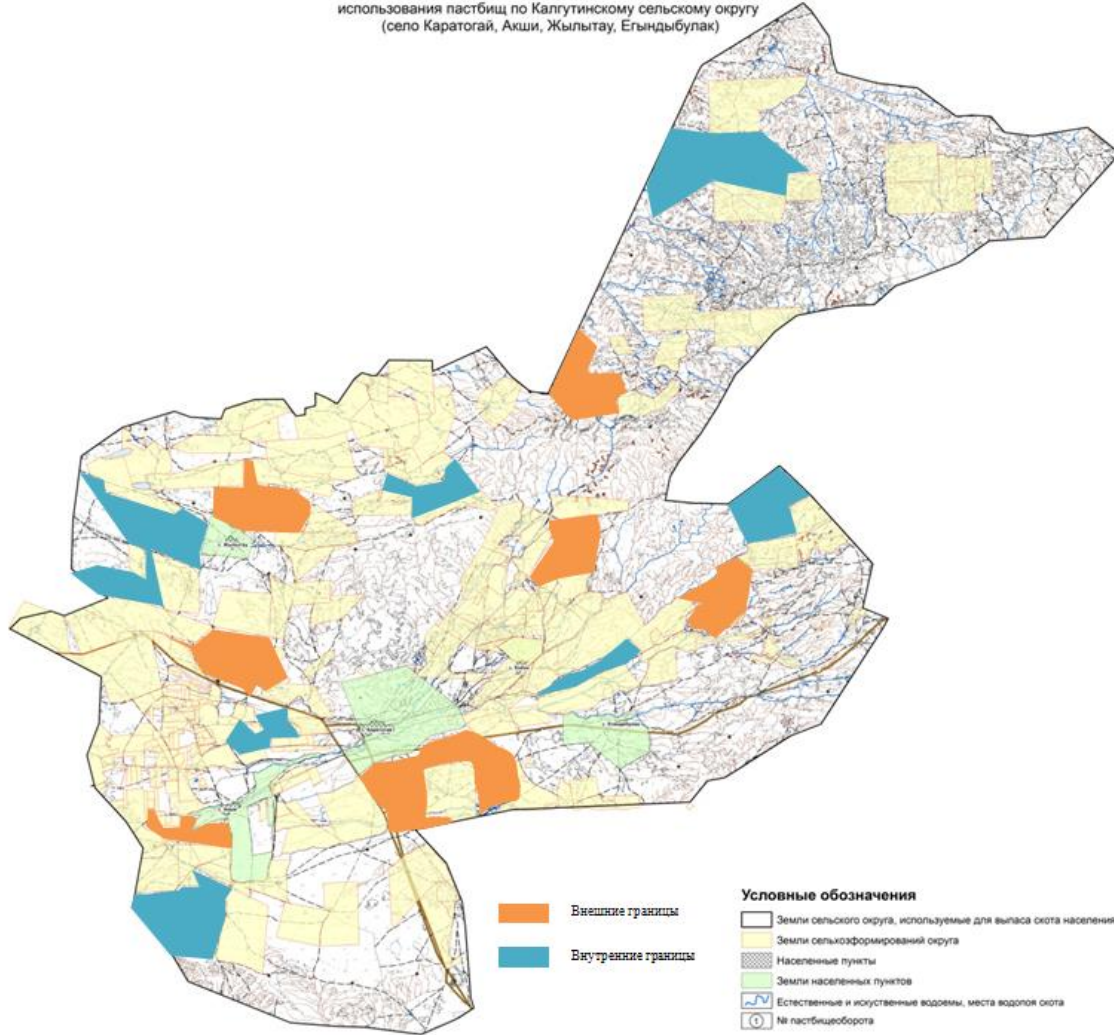 использования пастбищ по Калгутинскому сельскому округу
(село Каратогай, Акши, Жылытау, Егындыбулак)
Внешние границы
Внутренние границы
Условные обозначения
Земли сельского округа, используемые для выпаса скота населения
Земли сельхозформирований округа
Населенные пункты
Земли населенных пунктов
Естественные и искуственные водоемы, места водопоя скота
1 № пастбищеоборота